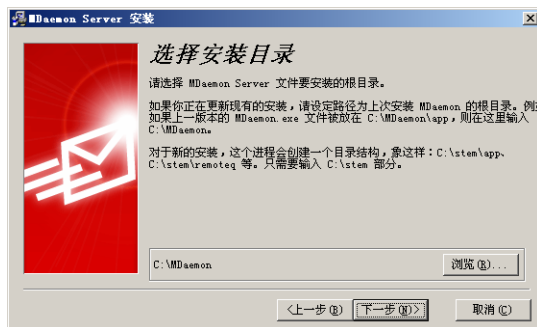 MDaemon Server 安装
选择安装目录
请选择 MDaemon Server 文件要安装的根目录。
如果你正在更新现有的安装，请设定路径为上次安装 MDaemon 的根目录。例
如果上一版本的 MDaemon.exe 文件被放在 C:\MDaemon\app，则在这里输入
C:\MDaemon。
对于新的安装，这个进程会创建一个目录结构，象这样：C:\stem\app、
C:\stem\remoteq 等。只需要输入 C:\stem 部分。
C:\MDaemon
浏览(R)...
<上一步(B)
下一步(N)>
取消(C)